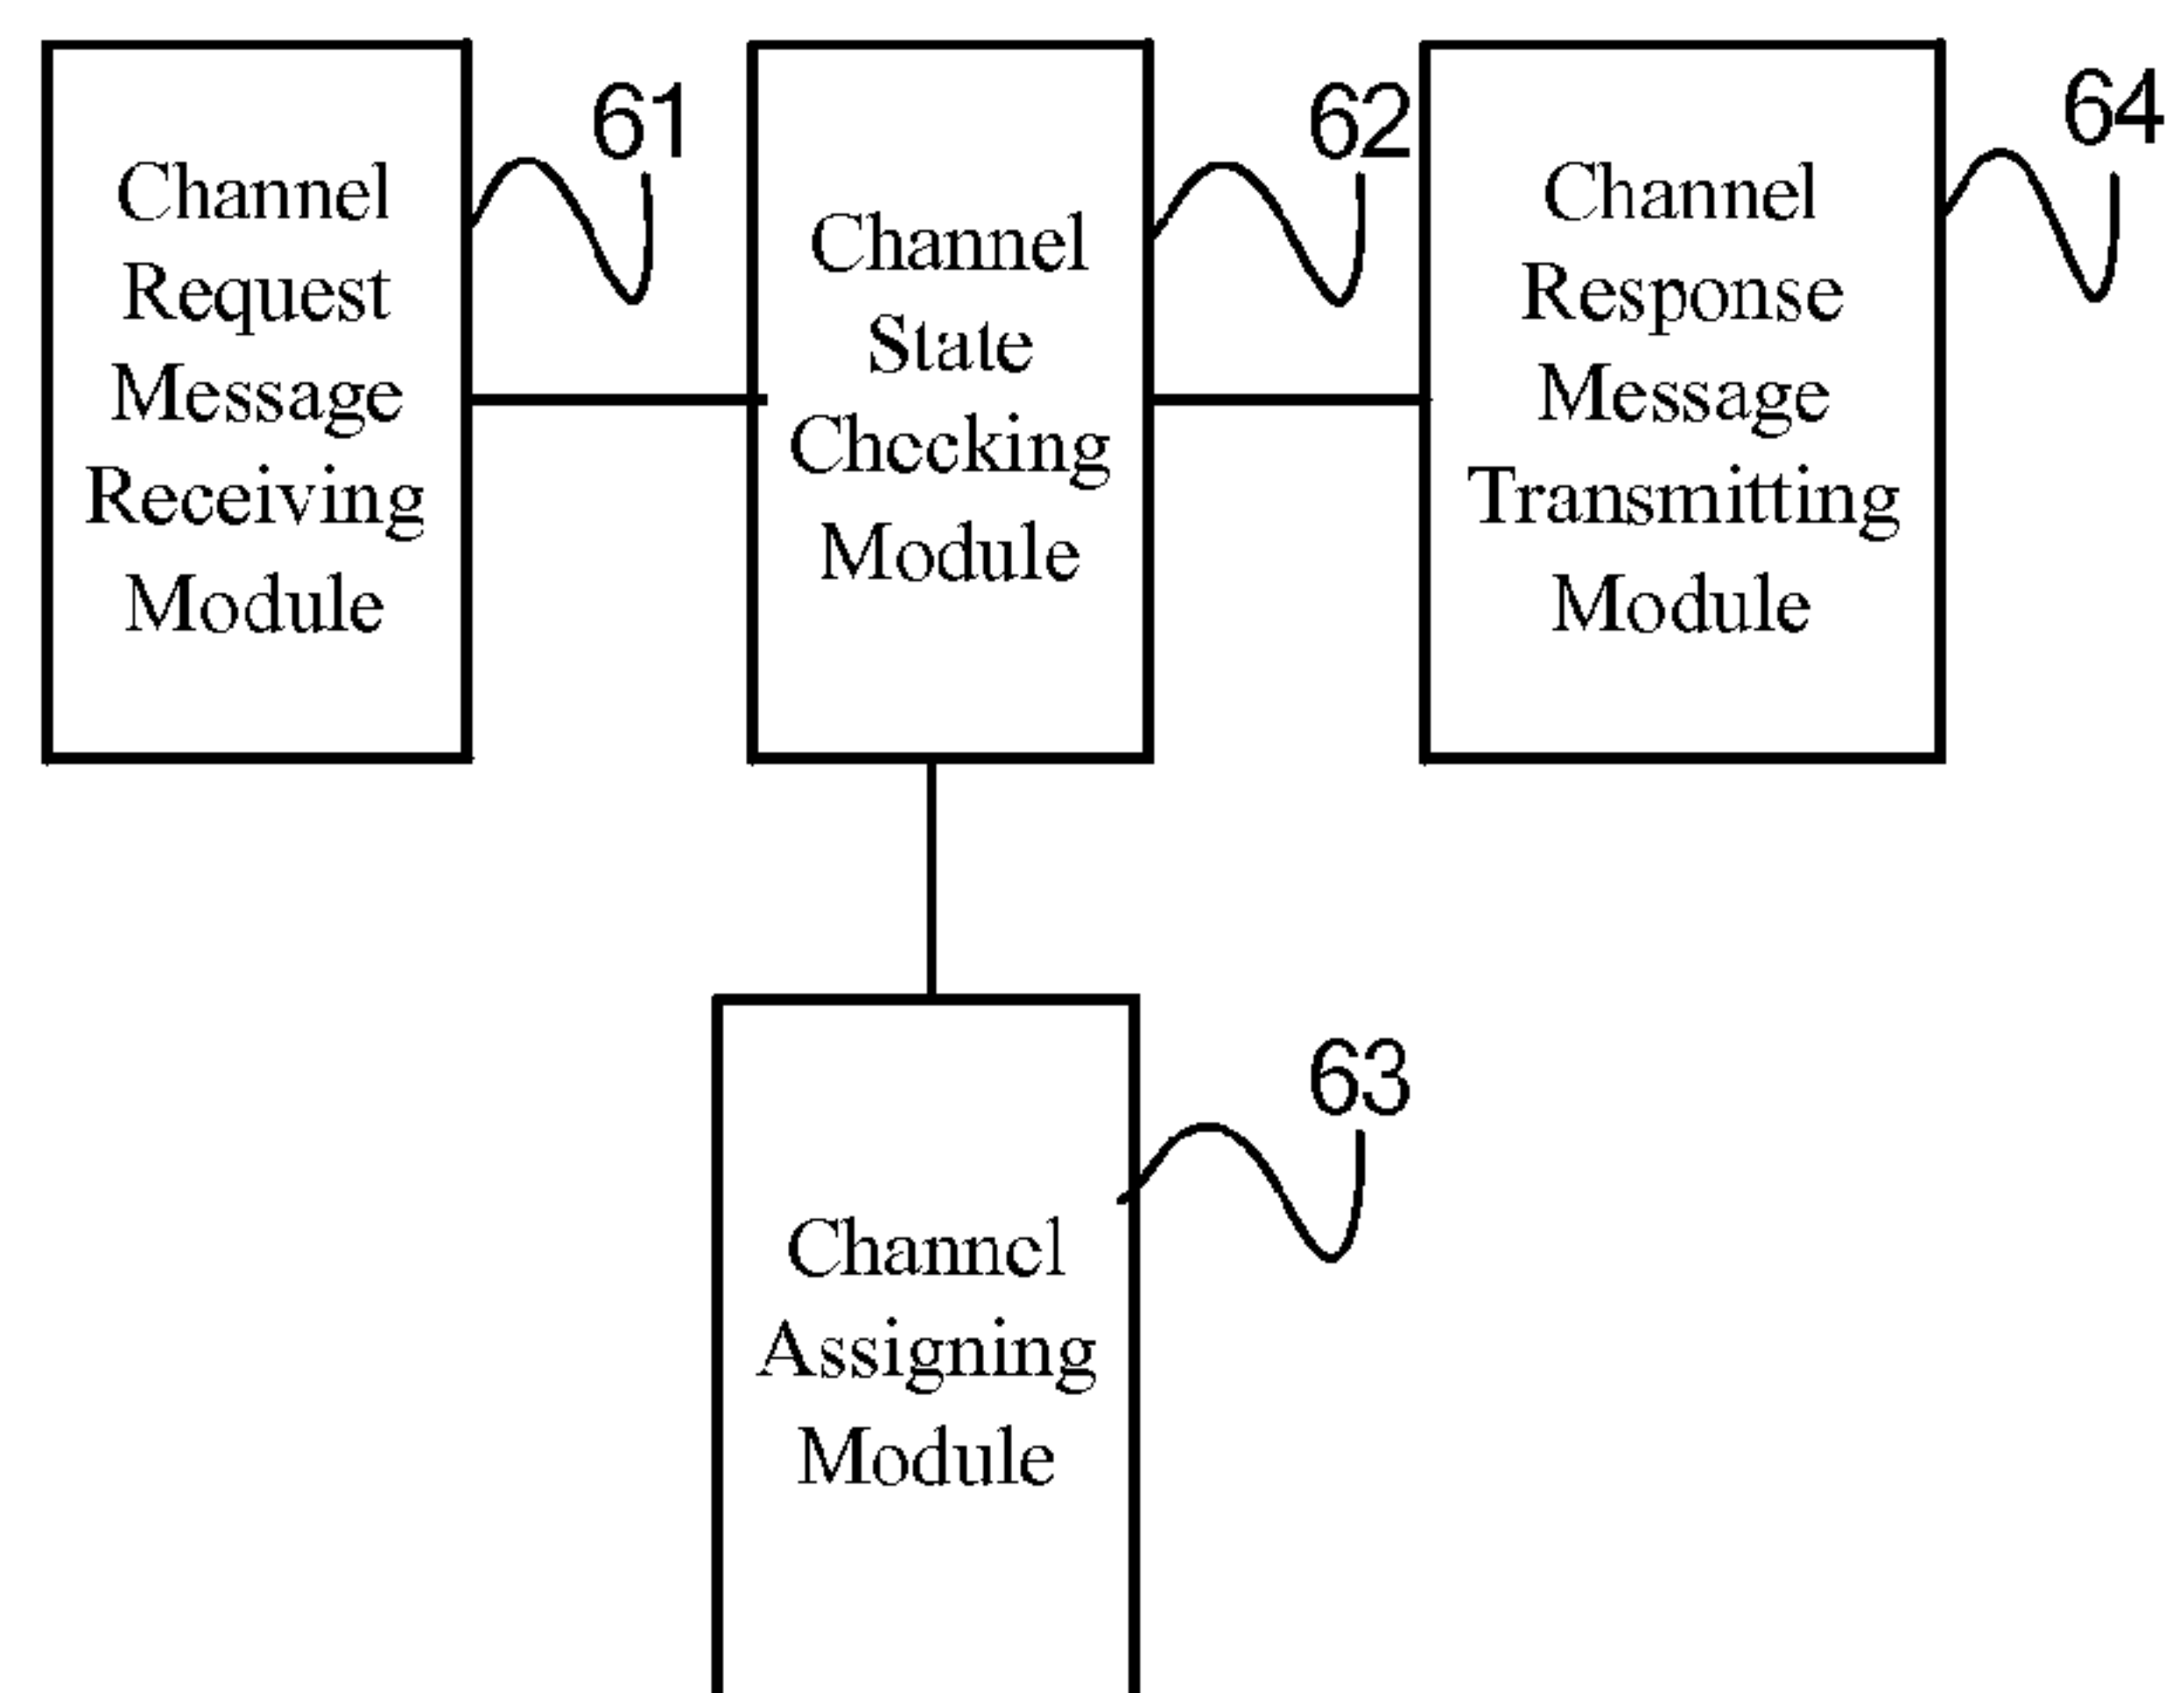 61
Channel
Request
Message
Receiving
Module
62
Channel
State
Checking
Module
64
Channel
Response
Message
Transmitting
Module
63
Channel
Assigning
Module